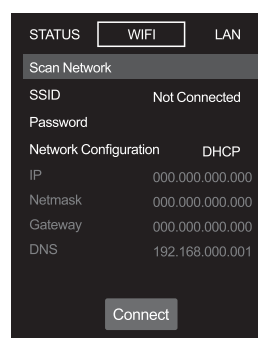 STATUS WIFI LAN
Scan Network
SSID Not Connected
Password
Network Configuration DHCP
IP 000.000.000.000
Netmask 000.000.000.000
Gateway 000.000.000.000
DNS 192.168.000.001
Connect